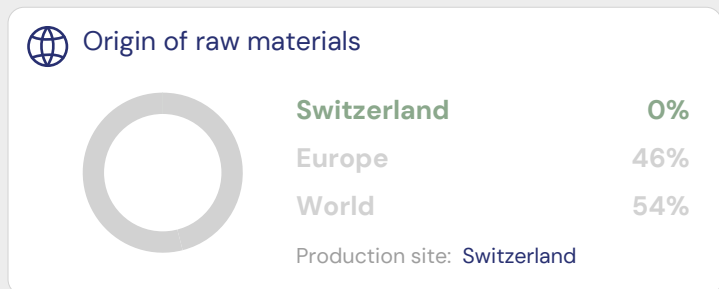 Origin of raw materials
Switzerland 0%
Europe 46%
World 54%
Production site: Switzerland